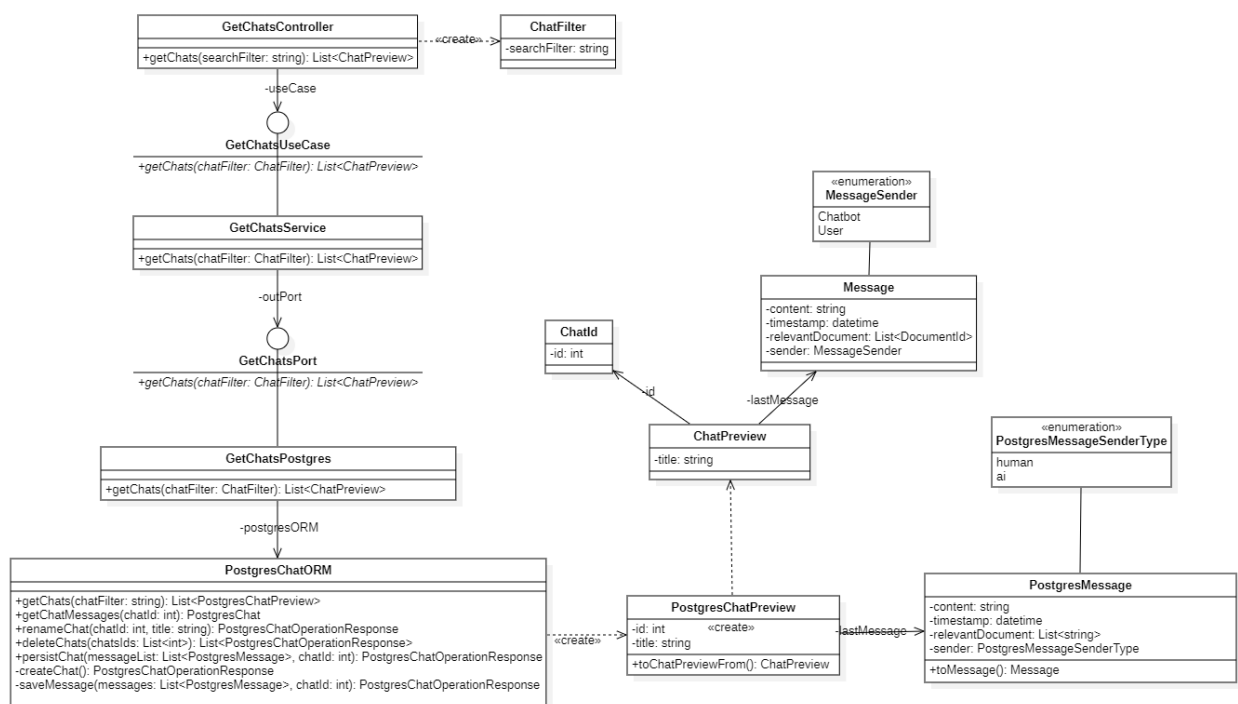 GetChatsController
+getChats(searchFilter: string): List<ChatPreview>
«create»
ChatFilter
-searchFilter: string
-useCase
GetChatsUseCase
+getChats(chatFilter: ChatFilter): List<ChatPreview>
GetChatsService
+getChats(chatFilter: ChatFilter): List<ChatPreview>
-outPort
GetChatsPort
+getChats(chatFilter: ChatFilter): List<ChatPreview>
GetChatsPostgres
+getChats(chatFilter: ChatFilter): List<ChatPreview>
-postgresORM
PostgresChatORM
+getChats(chatFilter: string): List<PostgresChatPreview>
+getChatMessages(chatId: int): PostgresChat
+renameChat(chatId: int, title: string): PostgresChatOperationResponse
+deleteChats(chatsIds: List<int>): List<PostgresChatOperationResponse>
+persistChat(messageList: List<PostgresMessage>, chatId: int): PostgresChatOperationResponse
-createChat(): PostgresChatOperationResponse
-saveMessage(messages: List<PostgresMessage>, chatId: int): PostgresChatOperationResponse
«create»
«enumeration»
MessageSender
Chatbot
User
Message
-content: string
-timestamp: datetime
-relevantDocument: List<DocumentId>
-sender: MessageSender
ChatId
-id: int
-id
-lastMessage
ChatPreview
-title: string
«create»
PostgresChatPreview
-id: int
-title: string
+toChatPreviewFrom(): ChatPreview
-lastMessage
«enumeration»
PostgresMessageSenderType
human
ai
PostgresMessage
-content: string
-timestamp: datetime
-relevantDocument: List<string>
-sender: PostgresMessageSenderType
+toMessage(): Message